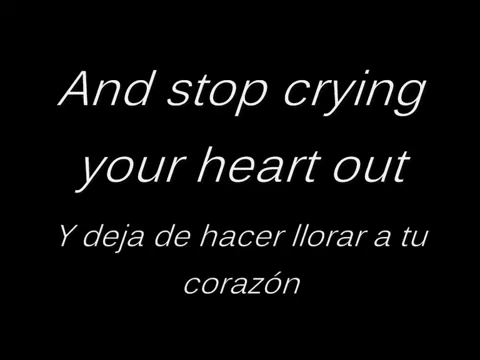 And stop crying
your heart out
Y deja de hacer llorar a tu
corazón